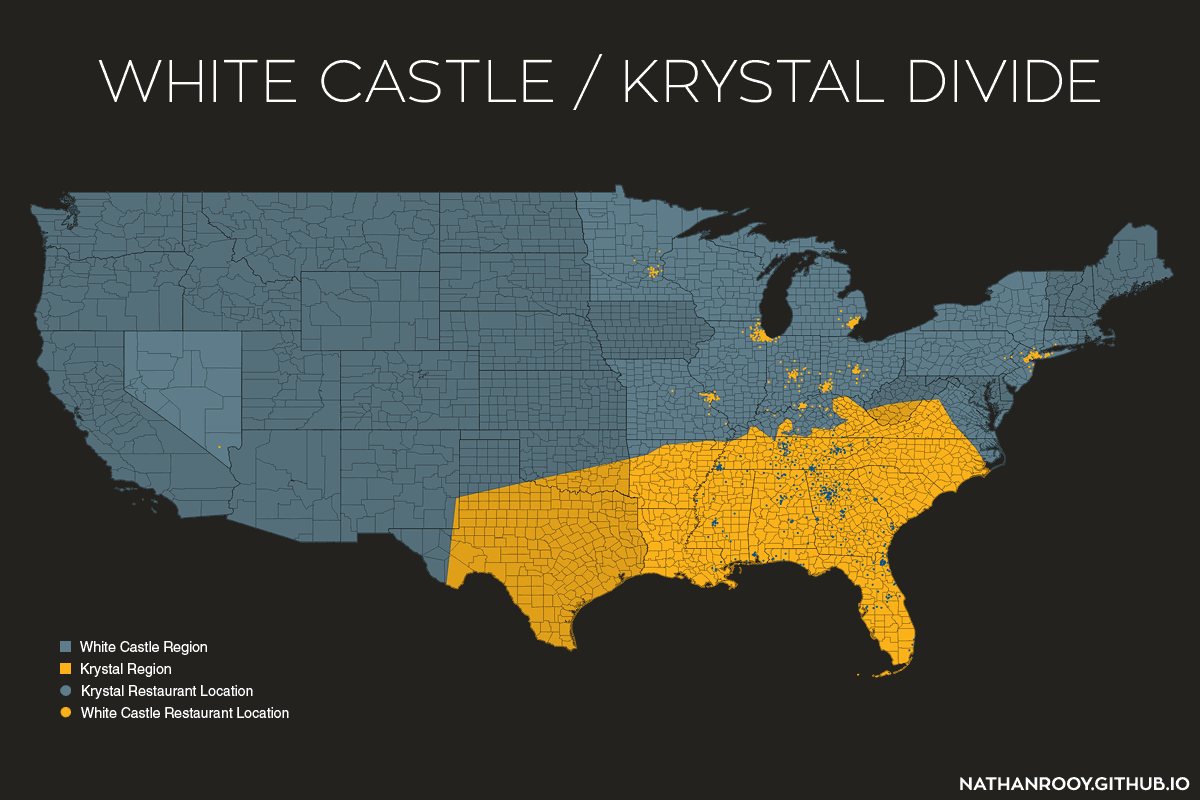 WHITE CASTLE / KRYSTAL DIVIDE
White Castle Region
Krystal Region
Krystal Restaurant Location
White Castle Restaurant Location
NATHANROOY.GITHUB.IO